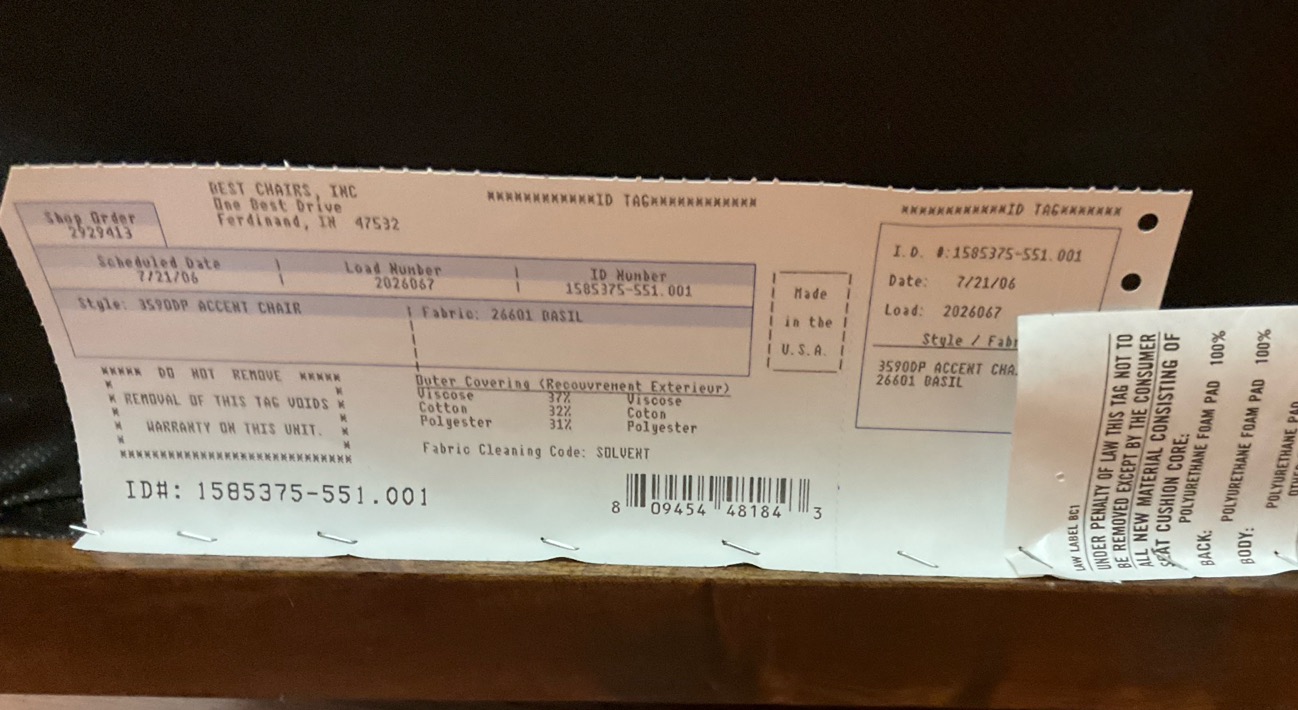 BEST CHAIRS, INC
One Best Drive
Ferdinand, IN 47532
************ID TAG************
Shop Order
2929413
Scheduled Date | Load Number | ID Number
7/21/06 | 2026067 | 1585375-551.001
Style: 3590DP ACCENT CHAIR | Fabric: 26601 BASIL
Made
in the
U.S.A.
***** DO NOT REMOVE *****
* REMOVAL OF THIS TAG VOIDS *
* WARRANTY ON THIS UNIT. *
*****************************
Outer Covering (Recouvrement Exterieur)
Viscose 37% Viscose
Cotton 32% Coton
Polyester 31% Polyester
Fabric Cleaning Code: SOLVENT
ID#: 1585375-551.001
8 09454 48184 3
************ID TAG*******
I.D. #:1585375-551.001
Date: 7/21/06
Load: 2026067
Style / Fabr
3590DP ACCENT CHA
26601 BASIL
LAW LABEL BC1
UNDER PENALTY OF LAW THIS TAG NOT TO
BE REMOVED EXCEPT BY THE CONSUMER
ALL NEW MATERIAL CONSISTING OF
SEAT CUSHION CORE:
POLYURETHANE FOAM PAD 100%
BACK:
POLYURETHANE FOAM PAD 100%
BODY:
POLYURETHANE PAD